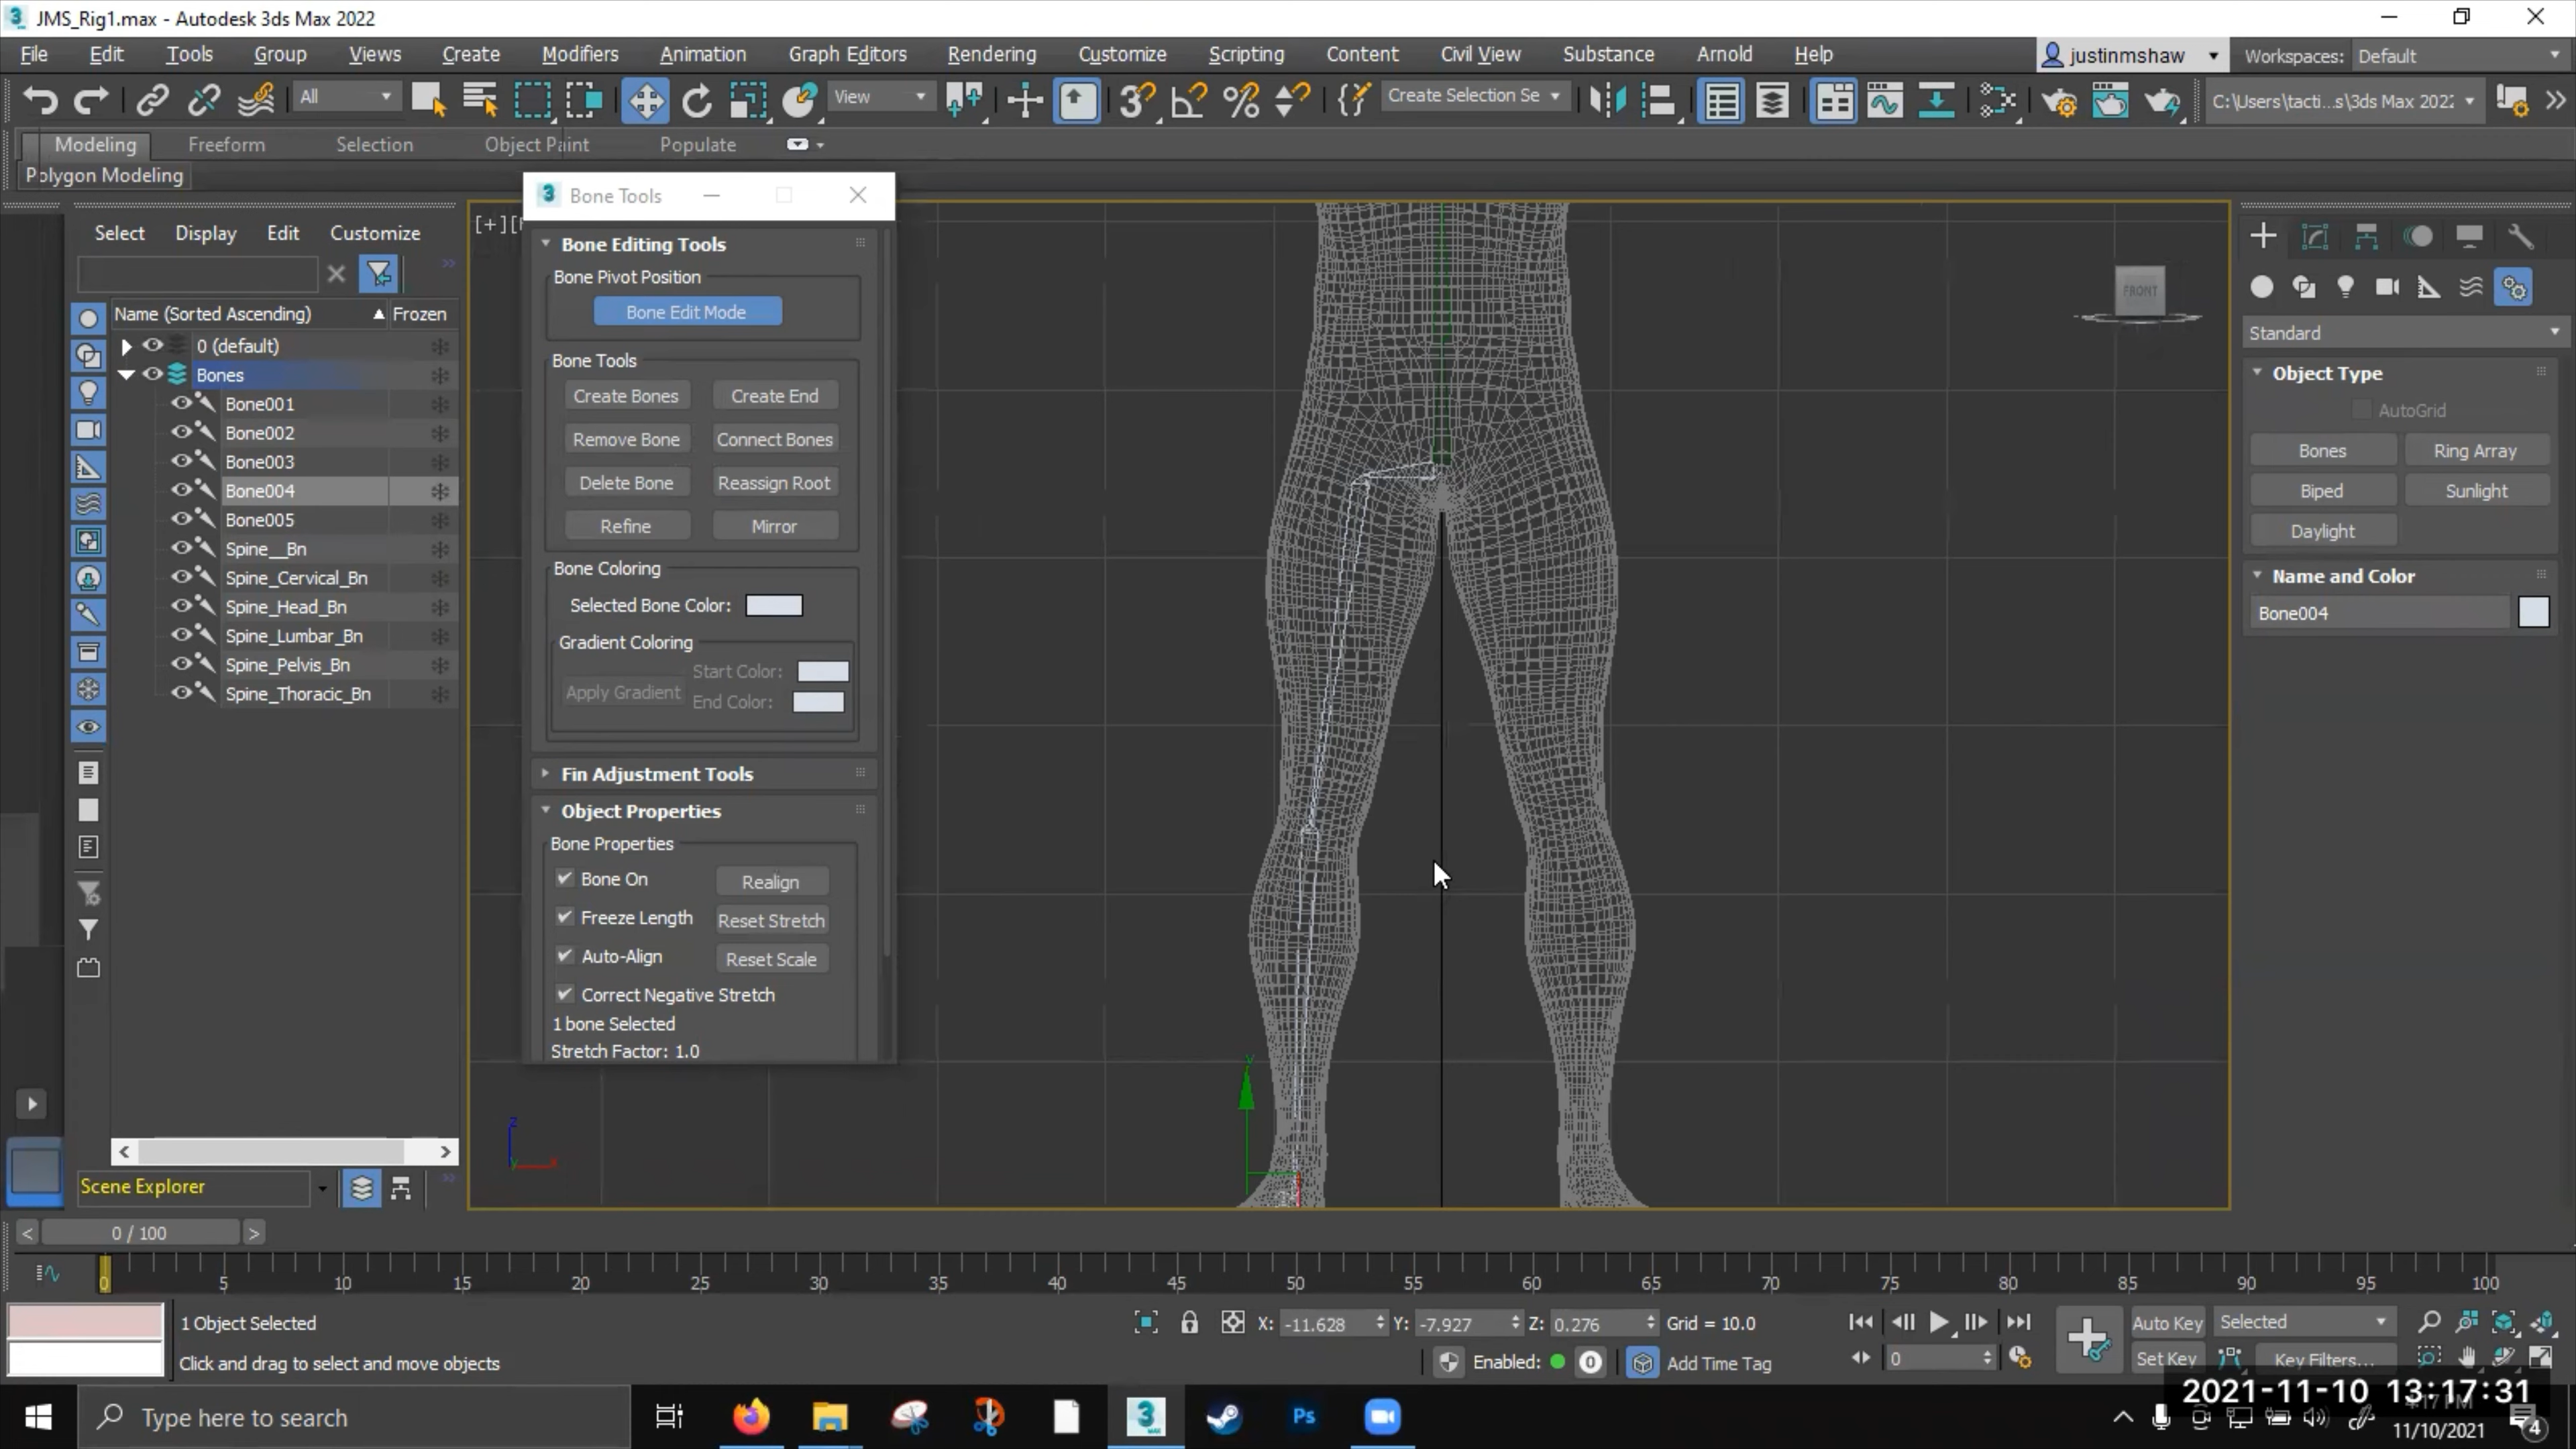 JMS_Rig1.max - Autodesk 3ds Max 2022
File Edit Tools Group Views Create Modifiers Animation Graph Editors Rendering Customize Scripting Content Civil View Substance Arnold Help justinmshaw Workspaces: Default
All View Create Selection Se C:\Users\tacti...s\3ds Max 2022
Modeling Freeform Selection Object Paint Populate
Polygon Modeling
Bone Tools
Select Display Edit Customize
Name (Sorted Ascending) Frozen
0 (default)
Bones
Bone001
Bone002
Bone003
Bone004
Bone005
Spine__Bn
Spine_Cervical_Bn
Spine_Head_Bn
Spine_Lumbar_Bn
Spine_Pelvis_Bn
Spine_Thoracic_Bn
Scene Explorer
Bone Editing Tools
Bone Pivot Position
Bone Edit Mode
Bone Tools
Create Bones Create End
Remove Bone Connect Bones
Delete Bone Reassign Root
Refine Mirror
Bone Coloring
Selected Bone Color:
Gradient Coloring
Start Color:
Apply Gradient
End Color:
Fin Adjustment Tools
Object Properties
Bone Properties
Bone On Realign
Freeze Length Reset Stretch
Auto-Align Reset Scale
Correct Negative Stretch
1 bone Selected
Stretch Factor: 1.0
[+]
FRONT
z
x
y
Standard
Object Type
AutoGrid
Bones Ring Array
Biped Sunlight
Daylight
Name and Color
Bone004
0 / 100
0 5 10 15 20 25 30 35 40 45 50 55 60 65 70 75 80 85 90 95 100
1 Object Selected X: -11.628 Y: -7.927 Z: 0.276 Grid = 10.0 Auto Key Selected
Click and drag to select and move objects Enabled: 0 Add Time Tag 0 Set Key Key Filters...
2021-11-10 13:17:31
Type here to search
Ps
11/10/2021
4